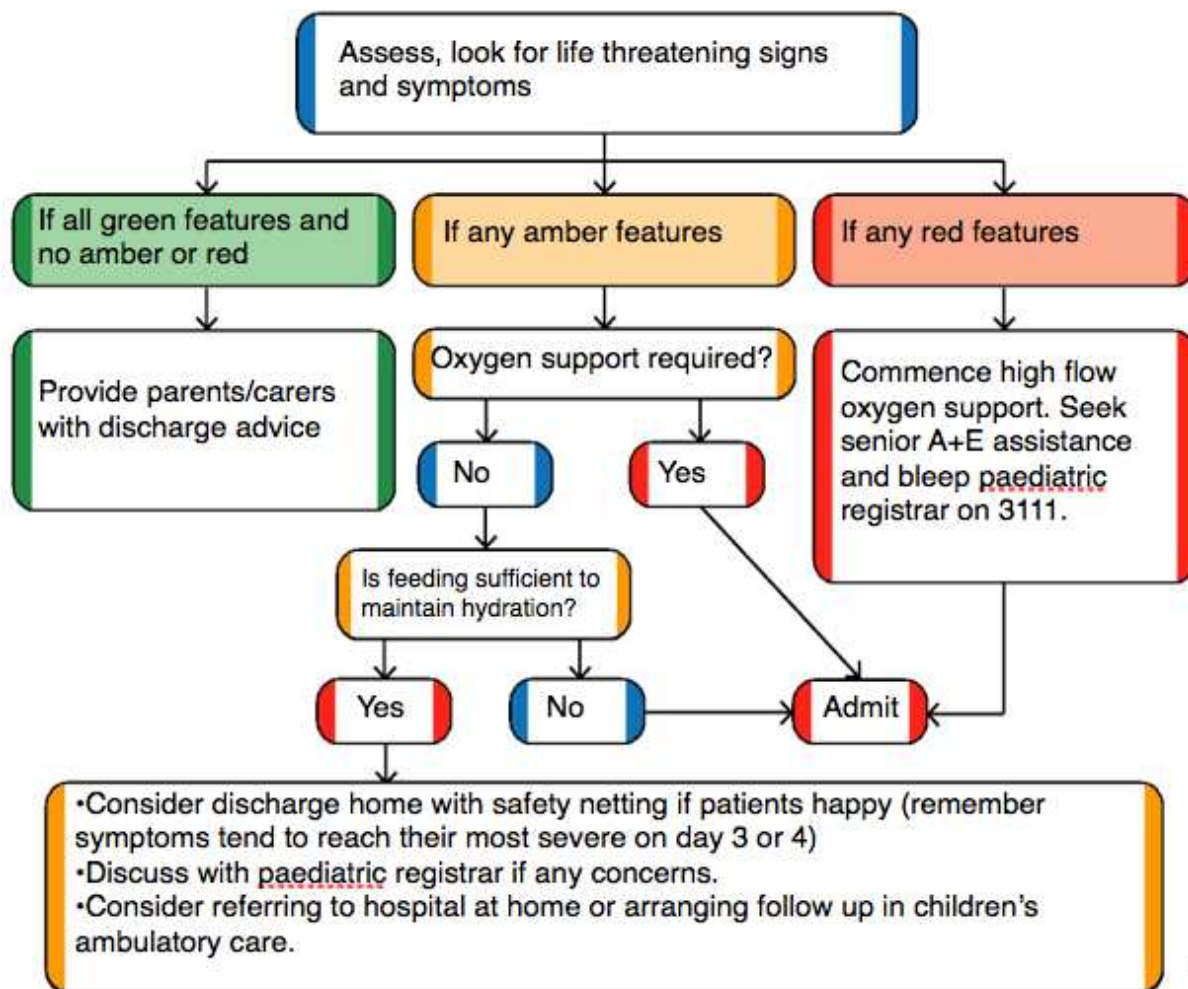 Assess, look for life threatening signs
and symptoms
If all green features and
no amber or red
If any amber features
If any red features
Provide parents/carers
with discharge advice
Oxygen support required?
Commence high flow
oxygen support. Seek
senior A+E assistance
and bleep paediatric
registrar on 3111.
No
Yes
Is feeding sufficient to
maintain hydration?
Yes
No
Admit
•Consider discharge home with safety netting if patients happy (remember
symptoms tend to reach their most severe on day 3 or 4)
•Discuss with paediatric registrar if any concerns.
•Consider referring to hospital at home or arranging follow up in children's
ambulatory care.